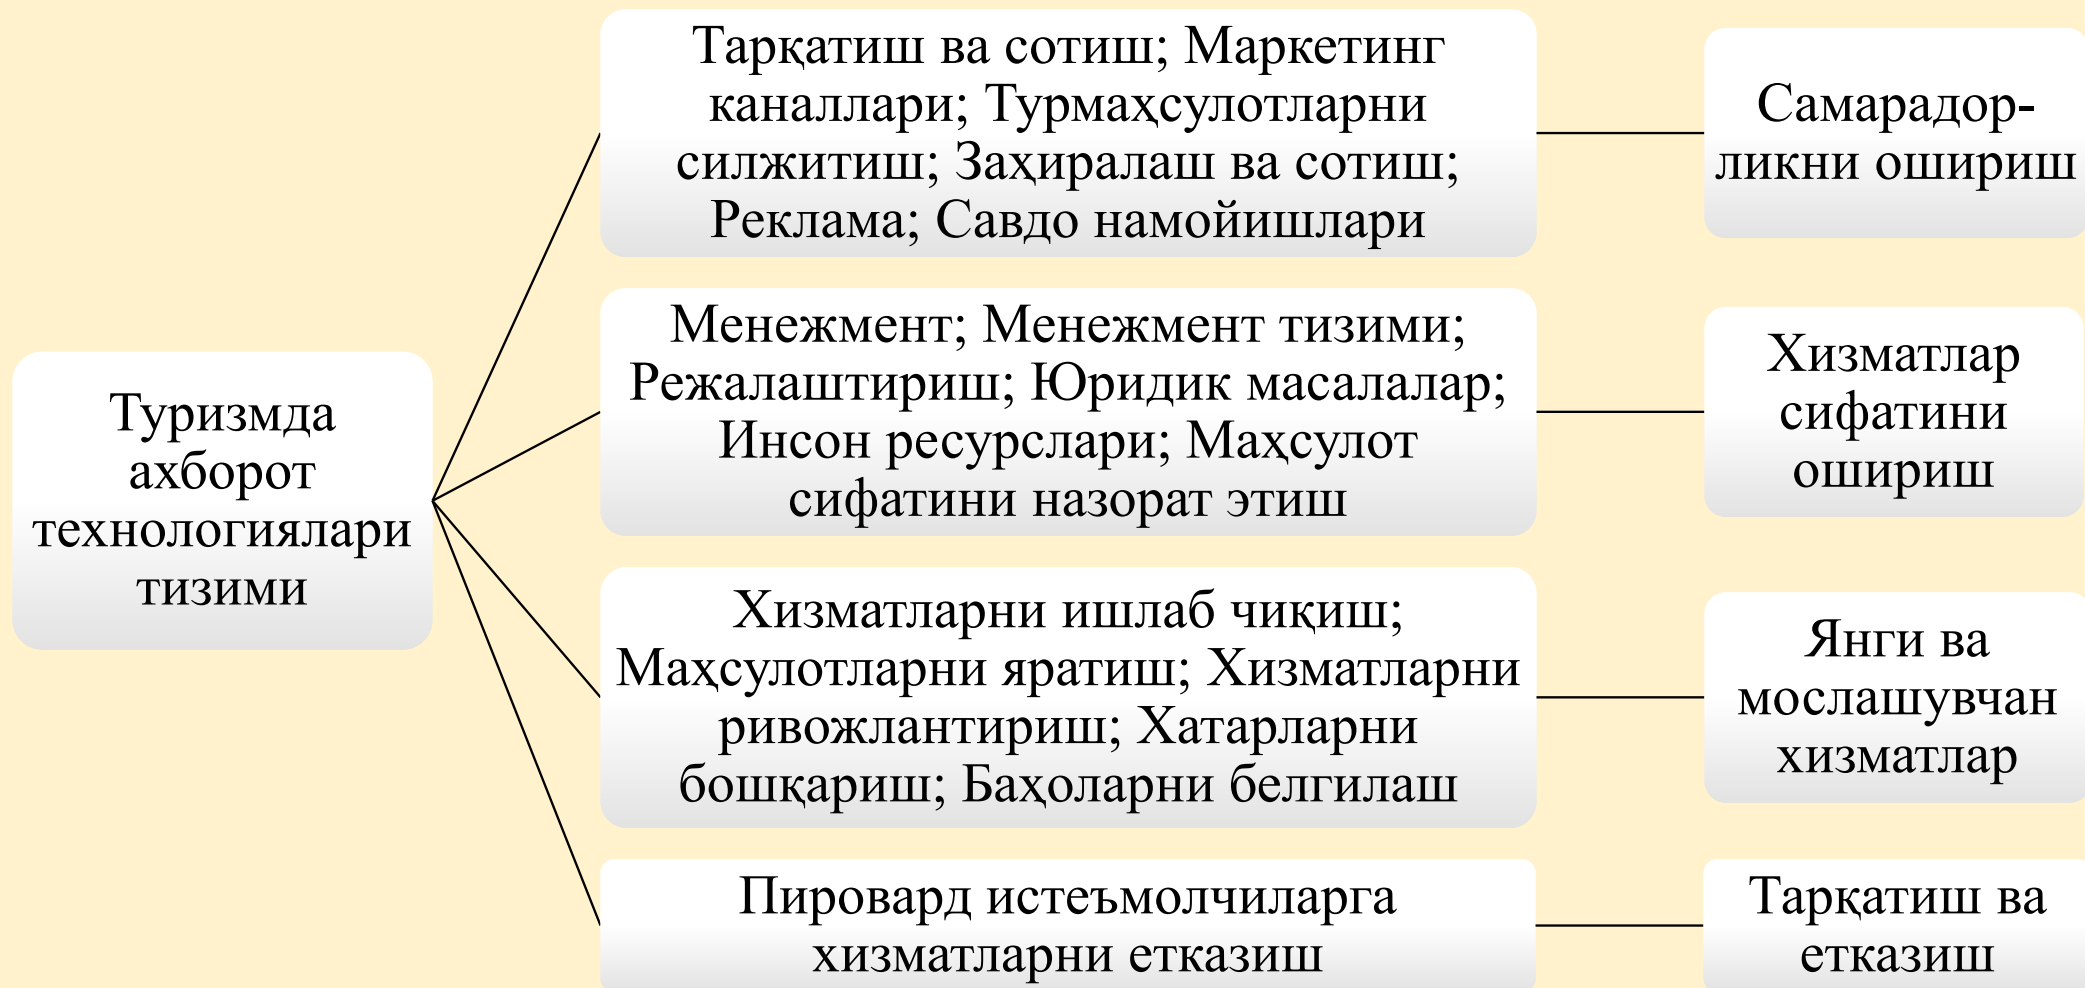 Туризмда
ахборот
технологиялари
тизими
Тарқатиш ва сотиш; Маркетинг
каналлари; Турмаҳсулотларни
силжитиш; Заҳиралаш ва сотиш;
Реклама; Савдо намойишлари
Самарадор-
ликни ошириш
Менежмент; Менежмент тизими;
Режалаштириш; Юридик масалалар;
Инсон ресурслари; Маҳсулот
сифатини назорат этиш
Хизматлар
сифатини
ошириш
Хизматларни ишлаб чиқиш;
Маҳсулотларни яратиш; Хизматларни
ривожлантириш; Хатарларни
бошқариш; Баҳоларни белгилаш
Янги ва
мослашувчан
хизматлар
Пировард истеъмолчиларга
хизматларни етказиш
Тарқатиш ва
етказиш